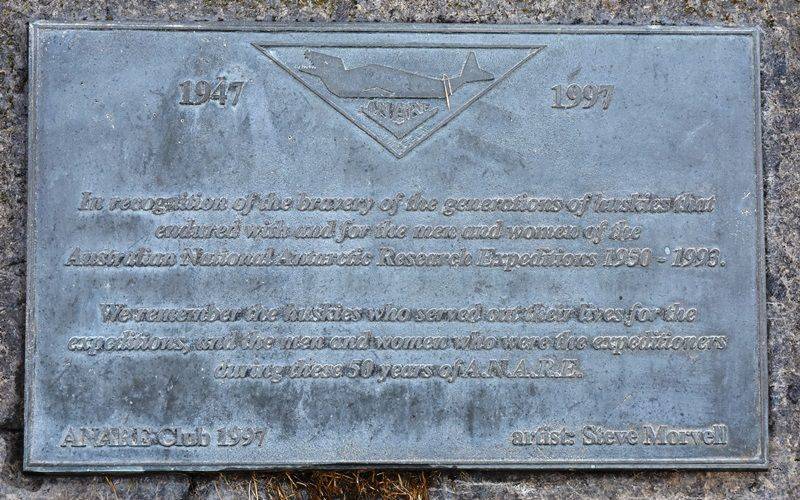 1947
1997
ANARE
In recognition of the bravery of the generations of huskies that
endured with and for the men and women of the
Australian National Antarctic Research Expeditions 1950 - 1993.
We remember the huskies who served out their lives for the
expeditions, and the men and women who were the expeditioners
during these 50 years of A.N.A.R.E.
ANARE Club 1997
artist: Steve Morvell